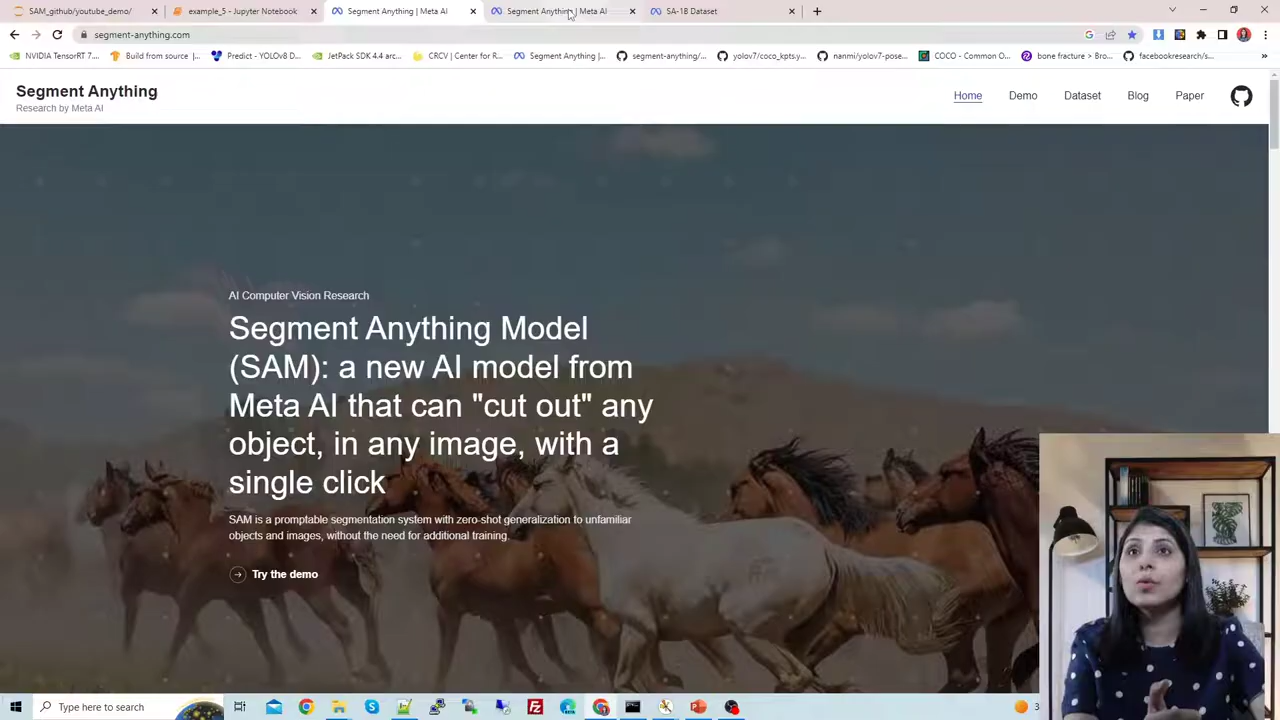 SAM_github/youtube_demo/
example_5 - Jupyter Notebook
Segment Anything | Meta AI
Segment Anything | Meta AI
SA-1B Dataset
segment-anything.com
NVIDIA TensorRT 7....
Build from source |...
Predict - YOLOv8 D...
JetPack SDK 4.4 arc...
CRCV | Center for R...
Segment Anything |...
segment-anything/...
yolov7/coco_kpts.y...
nanmi/yolov7-pose...
COCO - Common O...
bone fracture > Bro...
facebookresearch/s...
Segment Anything
Research by Meta AI
Home
Demo
Dataset
Blog
Paper
AI Computer Vision Research
Segment Anything Model
(SAM): a new AI model from
Meta AI that can "cut out" any
object, in any image, with a
single click
SAM is a promptable segmentation system with zero-shot generalization to unfamiliar
objects and images, without the need for additional training.
Try the demo
Type here to search